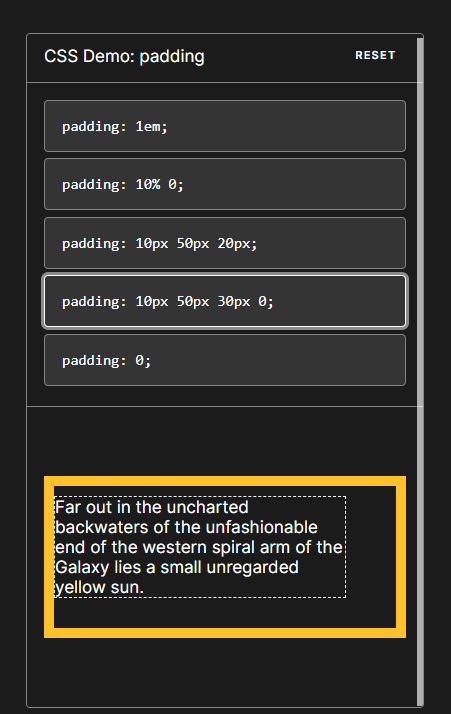 CSS Demo: padding
RESET
padding: 1em;
padding: 10% 0;
padding: 10px 50px 20px;
padding: 10px 50px 30px 0;
padding: 0;
Far out in the uncharted
backwaters of the unfashionable
end of the western spiral arm of the
Galaxy lies a small unregarded
yellow sun.